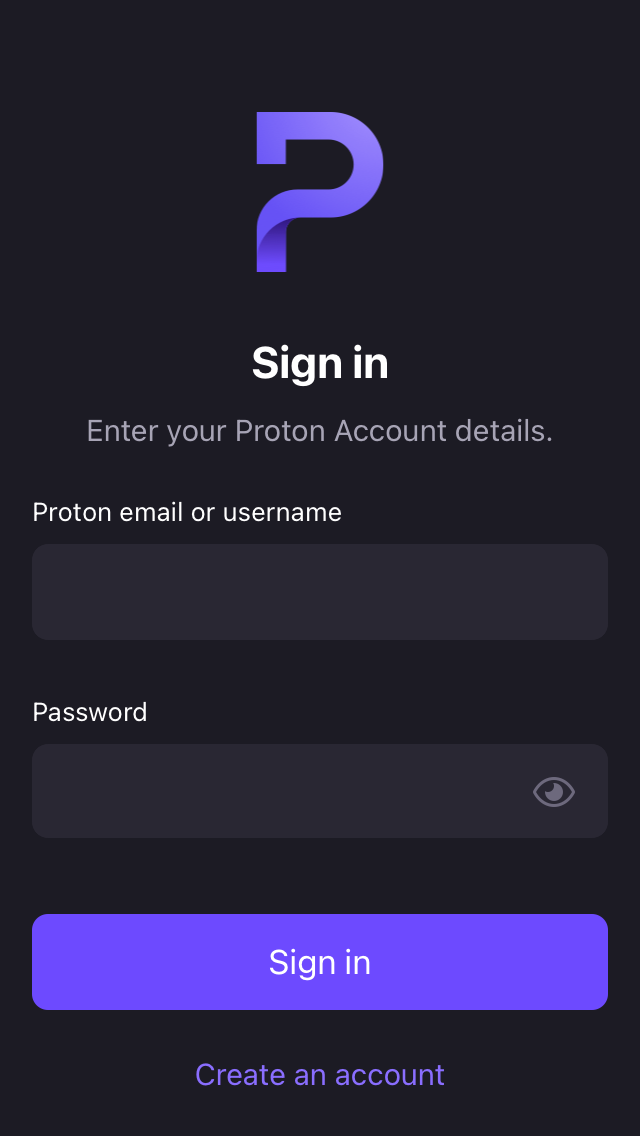 Sign in
Enter your Proton Account details.
Proton email or username
Password
Sign in
Create an account